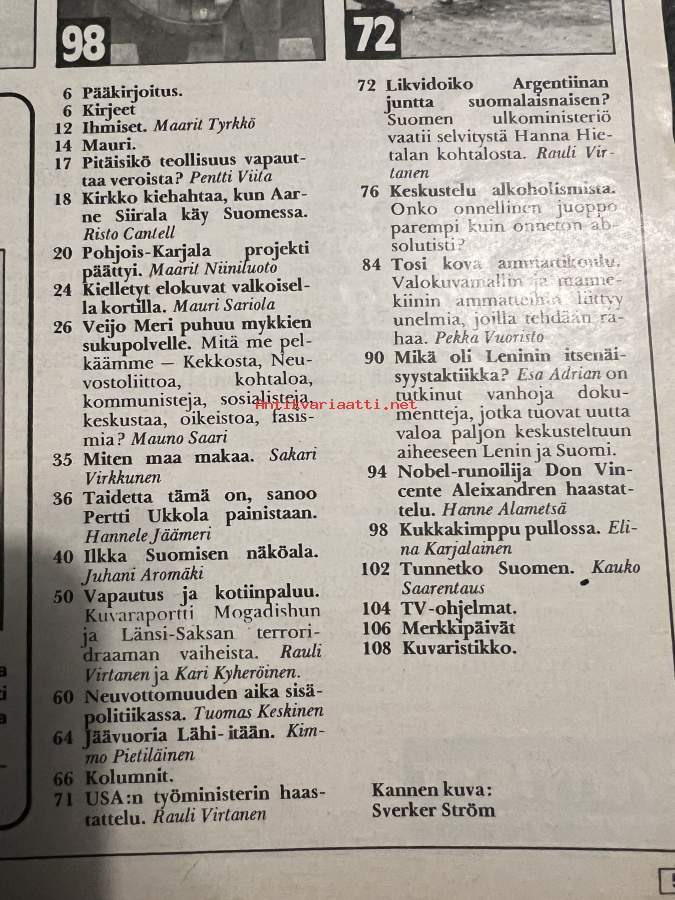 98
6 Pääkirjoitus.
6 Kirjeet
12 Ihmiset. Maarit Tyrkkö
14 Mauri.
17 Pitäisikö teollisuus vapaut-
taa veroista? Pentti Viita
18 Kirkko kiehahtaa, kun Aar-
ne Siirala käy Suomessa.
Risto Cantell
20 Pohjois-Karjala projekti
päättyi. Maarit Niiniluoto
24 Kielletyt elokuvat valkoisel-
la kortilla. Mauri Sariola
26 Veijo Meri puhuu mykkien
sukupolvelle. Mitä me pel-
käämme — Kekkosta, Neu-
vostoliittoa, kohtaloa,
kommunisteja, sosialisteja,
keskustaa, oikeistoa, fasis-
mia? Mauno Saari
35 Miten maa makaa. Sakari
Virkkunen
36 Taidetta tämä on, sanoo
Pertti Ukkola painistaan.
Hannele Jäämeri
40 Ilkka Suomisen näköala.
Juhani Aromäki
50 Vapautus ja kotiinpaluu.
Kuvaraportti Mogadishun
ja Länsi-Saksan terrori-
draaman vaiheista. Rauli
Virtanen ja Kari Kyheröinen.
60 Neuvottomuuden aika sisä-
politiikassa. Tuomas Keskinen
64 Jäävuoria Lähi-itään. Kim-
mo Pietiläinen
66 Kolumnit.
71 USA:n työministerin haas-
tattelu. Rauli Virtanen
72
72 Likvidoiko Argentiinan
juntta suomalaisnaisen?
Suomen ulkoministeriö
vaatii selvitystä Hanna Hie-
talan kohtalosta. Rauli Vir-
tanen
76 Keskustelu alkoholismista.
Onko onnellinen juoppo
parempi kuin onneton ab-
solutisti?
84 Tosi kova ammattikoulu.
Valokuvamallin ja manne-
kiinin ammatteihin liittyy
unelmia, joilla tehdään ra-
haa. Pekka Vuoristo
90 Mikä oli Leninin itsenäi-
syystaktiikka? Esa Adrian on
tutkinut vanhoja doku-
mentteja, jotka tuovat uutta
valoa paljon keskusteltuun
aiheeseen Lenin ja Suomi.
94 Nobel-runoilija Don Vin-
cente Aleixandren haastat-
telu. Hanne Alametsä
98 Kukkakimppu pullossa. Eli-
na Karjalainen
102 Tunnetko Suomen. Kauko
Saarentaus
104 TV-ohjelmat.
106 Merkkipäivät
108 Kuvaristikko.
Kannen kuva:
Sverker Ström
Antikvariaatti.net